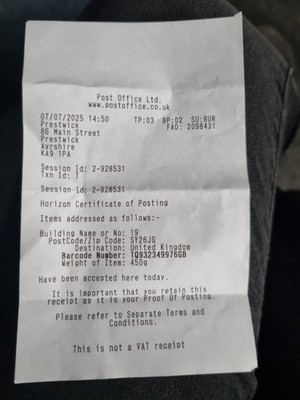 Post Office Ltd.
www.postoffice.co.uk
07/07/2025 14:50 TP:03 BP:02 SU:BUR
Prestwick FAD: 2098431
86 Main Street
Prestwick
Ayrshire
KA9 1PA
Session Id: 2-928531
Txn Id: 7
Session Id: 2-928531
Horizon Certificate of Posting
Items addressed as follows:-
Building Name or No: 19
PostCode/Zip Code: SY26JG
Destination: United Kingdom
Barcode Number: TQ932349976GB
Weight of Item: 450g
Have been accepted here today.
It is important that you retain this
receipt as it is your Proof Of Posting.
Please refer to Separate Terms and
Conditions.
This is not a VAT receipt